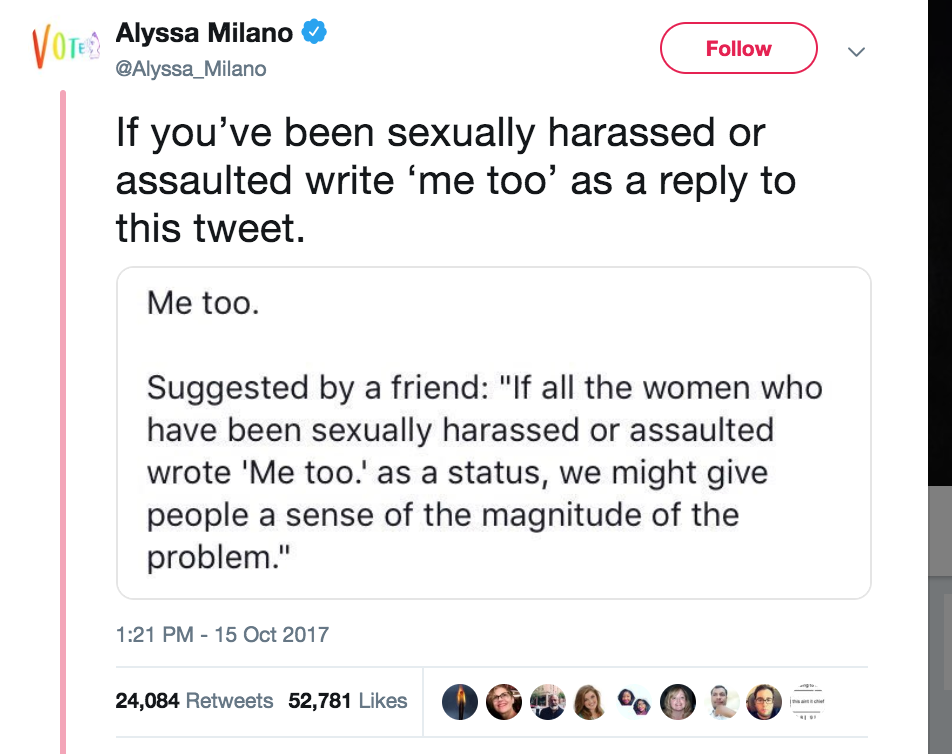 VOTE
Alyssa Milano
@Alyssa_Milano
Follow
If you’ve been sexually harassed or
assaulted write ‘me too’ as a reply to
this tweet.
Me too.
Suggested by a friend: "If all the women who
have been sexually harassed or assaulted
wrote 'Me too.' as a status, we might give
people a sense of the magnitude of the
problem."
1:21 PM - 15 Oct 2017
24,084 Retweets 52,781 Likes